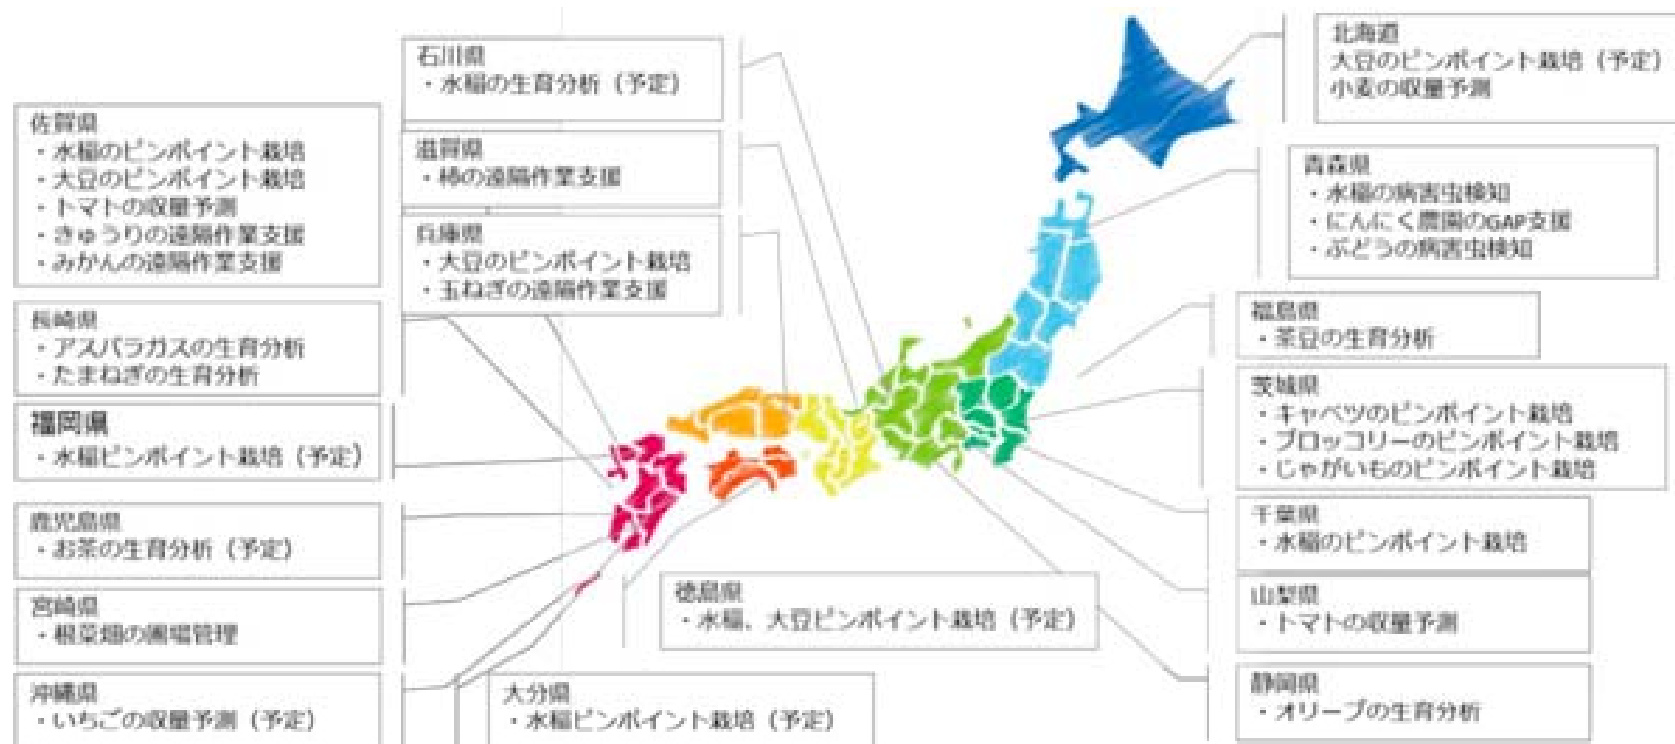 石川県
・水稲の生育分析（予定）
滋賀県
・柿の遠隔作業支援
兵庫県
・大豆のピンポイント栽培
・玉ねぎの遠隔作業支援
佐賀県
・水稲のピンポイント栽培
・大豆のピンポイント栽培
・トマトの収量予測
・きゅうりの遠隔作業支援
・みかんの遠隔作業支援
長崎県
・アスパラガスの生育分析
・たまねぎの生育分析
福岡県
・水稲ピンポイント栽培（予定）
鹿児島県
・お茶の生育分析（予定）
宮崎県
・根菜畑の圃場管理
沖縄県
・いちごの収量予測（予定）
大分県
・水稲ピンポイント栽培（予定）
徳島県
・水稲、大豆ピンポイント栽培（予定）
北海道
大豆のピンポイント栽培（予定）
小麦の収量予測
青森県
・水稲の病害虫検知
・にんにく農園のGAP支援
・ぶどうの病害虫検知
福島県
・茶豆の生育分析
茨城県
・キャベツのピンポイント栽培
・ブロッコリーのピンポイント栽培
・じゃがいものピンポイント栽培
千葉県
・水稲のピンポイント栽培
山梨県
・トマトの収量予測
静岡県
・オリーブの生育分析